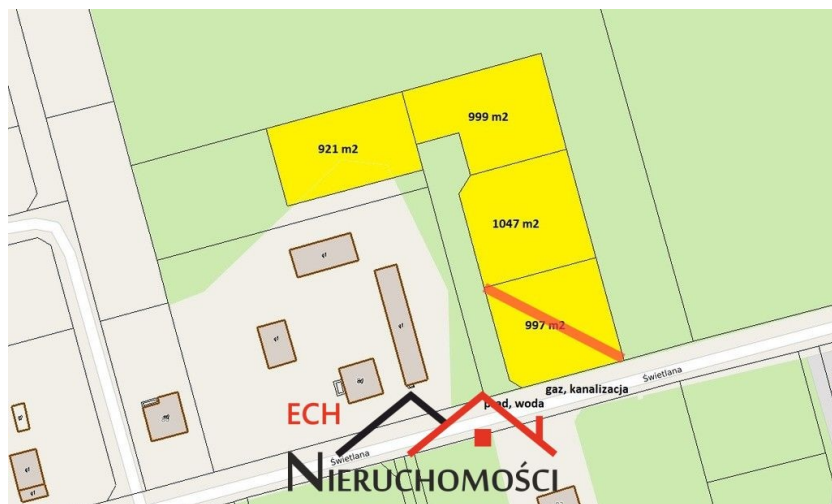 999 m2
921 m2
1047 m2
997 m2
Świetlana
gaz, kanalizacja
prąd, woda
ECH
Świetlana
NIERUCHOMOŚCI